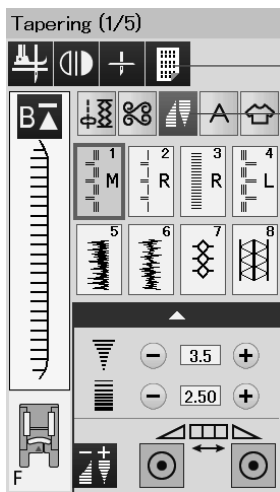 Tapering (1/5)
B
A
1 2 3 4
M R R L
5 6 7 8
− 3.5 +
− 2.50 +
F
− +